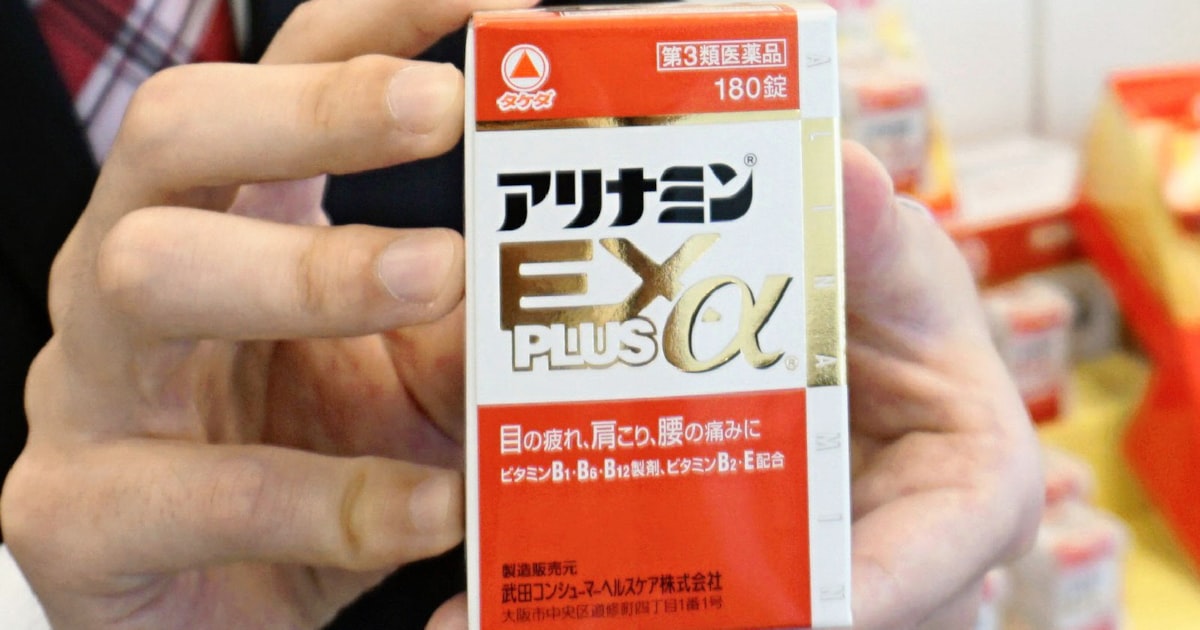 タケダ
第3類医薬品
180錠
アリナミン®
EX
PLUS α®
目の疲れ、肩こり、腰の痛みに
ビタミンB1・B6・B12製剤、ビタミンB2・E配合
製造販売元
武田コンシューマーヘルスケア株式会社
大阪市中央区道修町四丁目1番1号
ALINAMIN